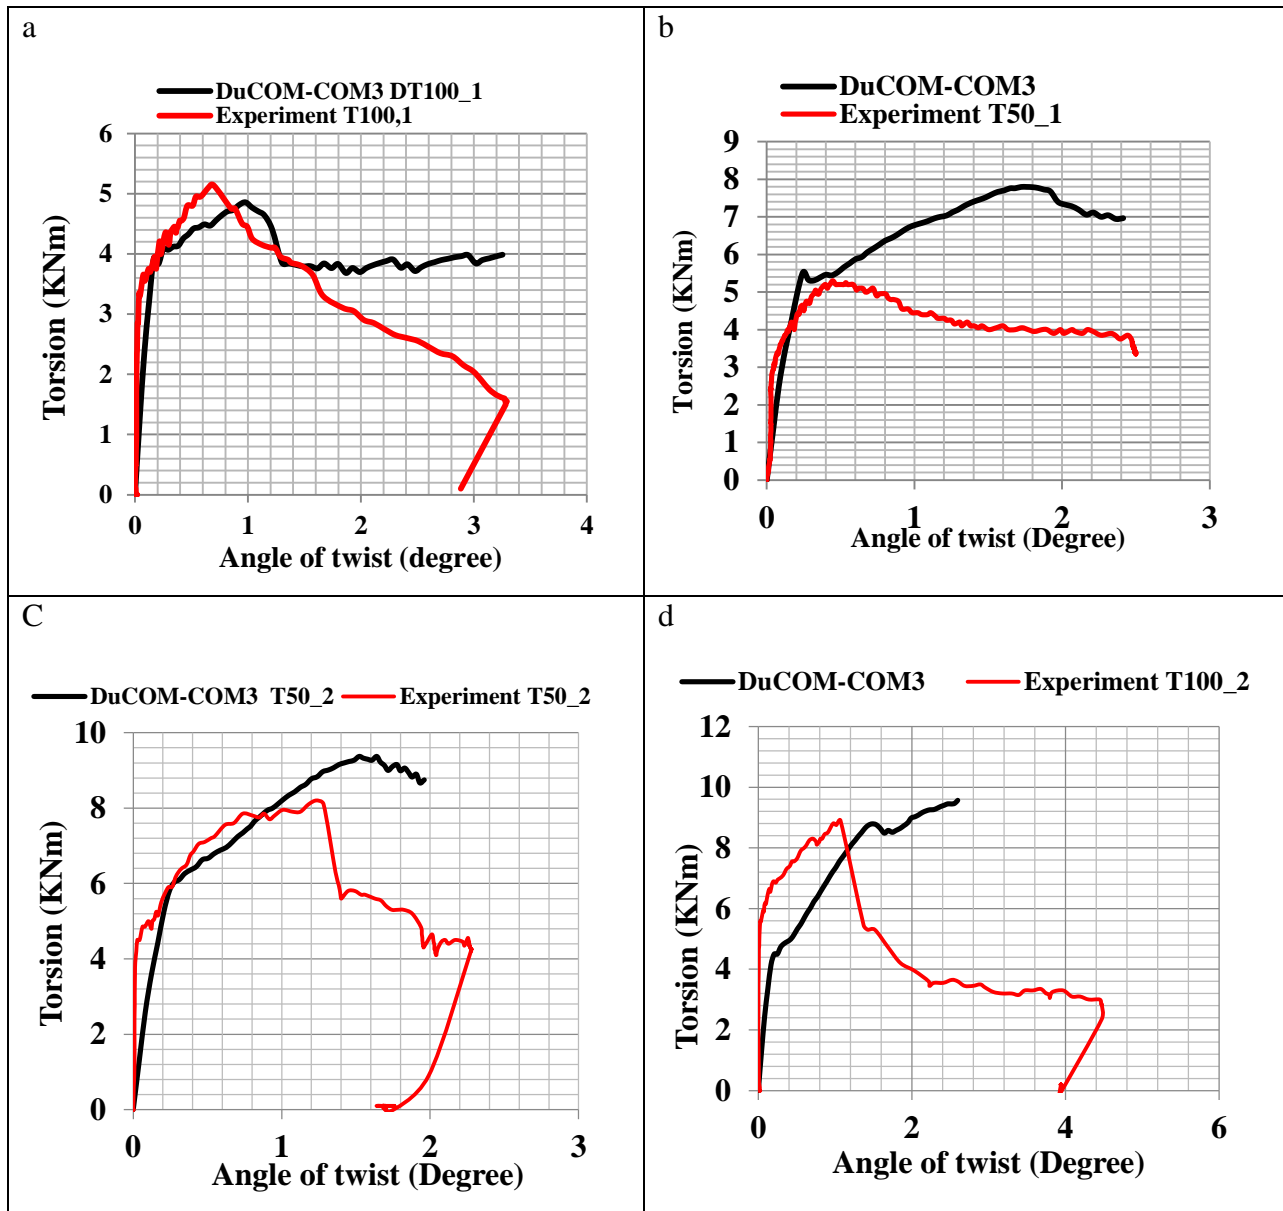 a
DuCOM-COM3 DT100_1
Experiment T100,1
6
5
4
3
2
1
0
Torsion (KNm)
0 1 2 3 4
Angle of twist (degree)
b
DuCOM-COM3
Experiment T50_1
9
8
7
6
5
4
3
2
1
0
Torsion (KNm)
0 1 2 3
Angle of twist (Degree)
C
DuCOM-COM3 T50_2 Experiment T50_2
10
8
6
4
2
0
Torsion (KNm)
0 1 2 3
Angle of twist (Degree)
d
DuCOM-COM3 Experiment T100_2
12
10
8
6
4
2
0
Torsion (KNm)
0 2 4 6
Angle of twist (Degree)